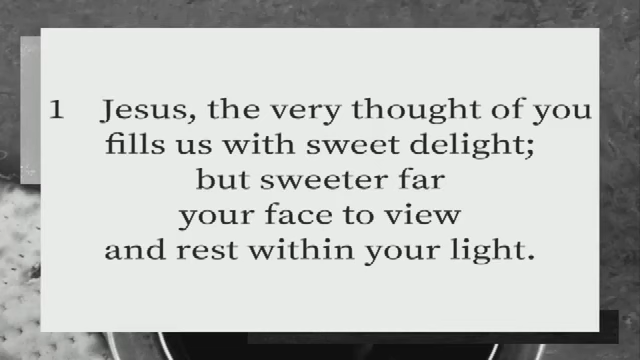 1 Jesus, the very thought of you
fills us with sweet delight;
but sweeter far
your face to view
and rest within your light.